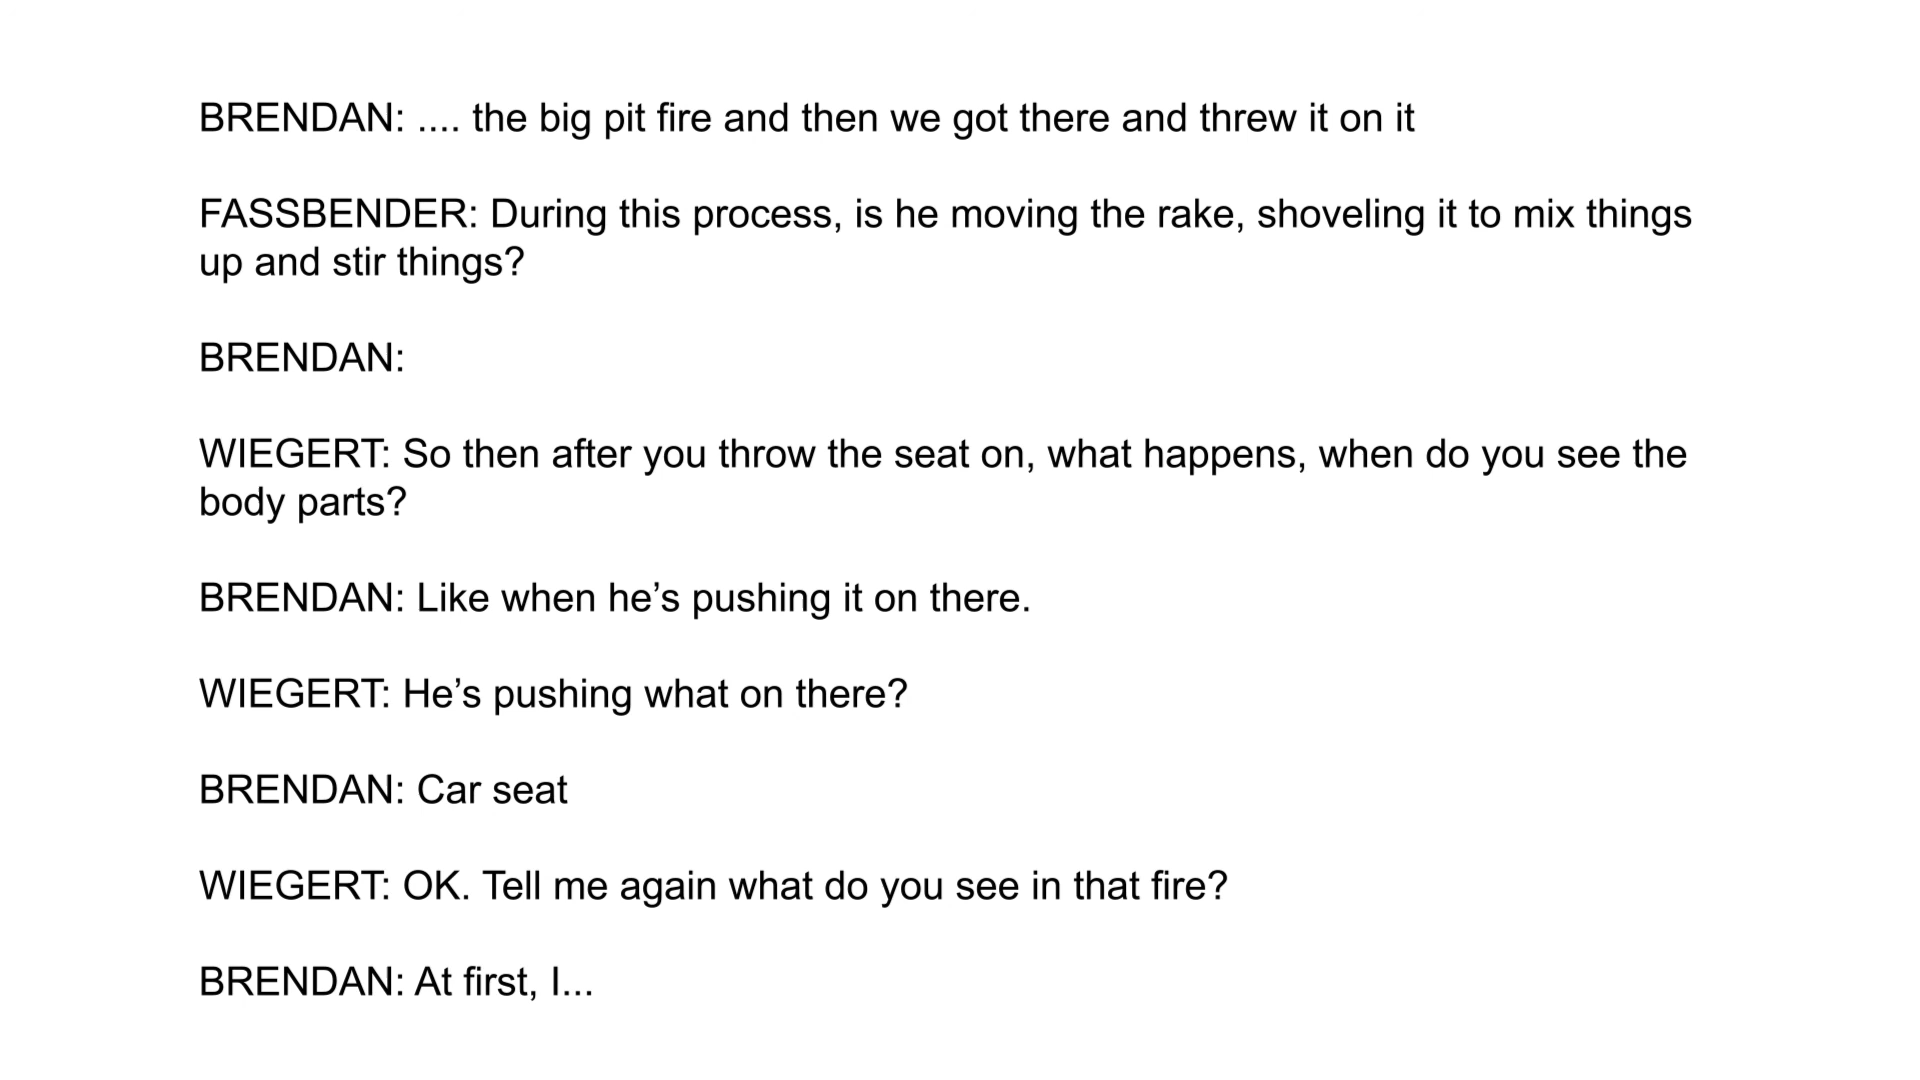 BRENDAN: .... the big pit fire and then we got there and threw it on it
FASSBENDER: During this process, is he moving the rake, shoveling it to mix things
up and stir things?
BRENDAN:
WIEGERT: So then after you throw the seat on, what happens, when do you see the
body parts?
BRENDAN: Like when he’s pushing it on there.
WIEGERT: He’s pushing what on there?
BRENDAN: Car seat
WIEGERT: OK. Tell me again what do you see in that fire?
BRENDAN: At first, I...